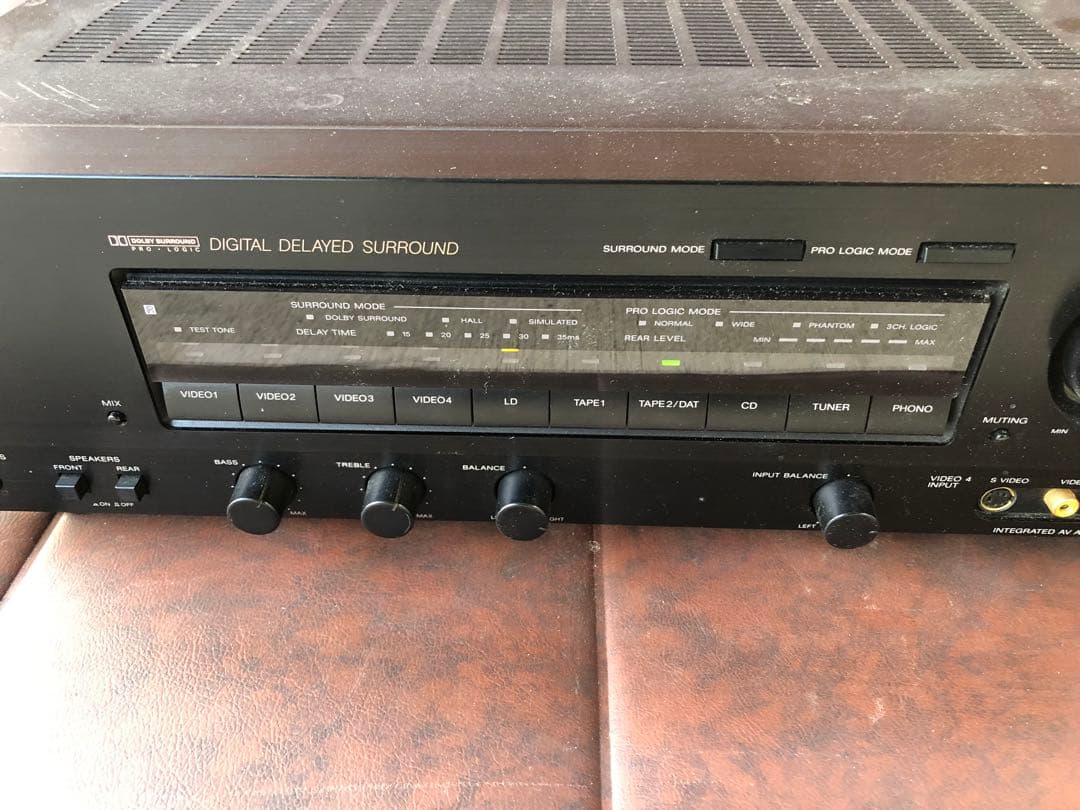 DOLBY SURROUND
PRO • LOGIC
DIGITAL DELAYED SURROUND
SURROUND MODE
PRO LOGIC MODE
SURROUND MODE
PRO LOGIC MODE
DOLBY SURROUND HALL SIMULATED
NORMAL WIDE PHANTOM 3CH. LOGIC
TEST TONE
DELAY TIME 15 20 25 30 35ms
REAR LEVEL MIN MAX
VIDEO1 VIDEO2 VIDEO3 VIDEO4 LD TAPE1 TAPE2/DAT CD TUNER PHONO
MIX
MUTING
MIN
SPEAKERS
FRONT REAR
ON OFF
BASS
MAX
TREBLE
MAX
BALANCE
INPUT BALANCE
LEFT
VIDEO 4
INPUT
S VIDEO
INTEGRATED AV